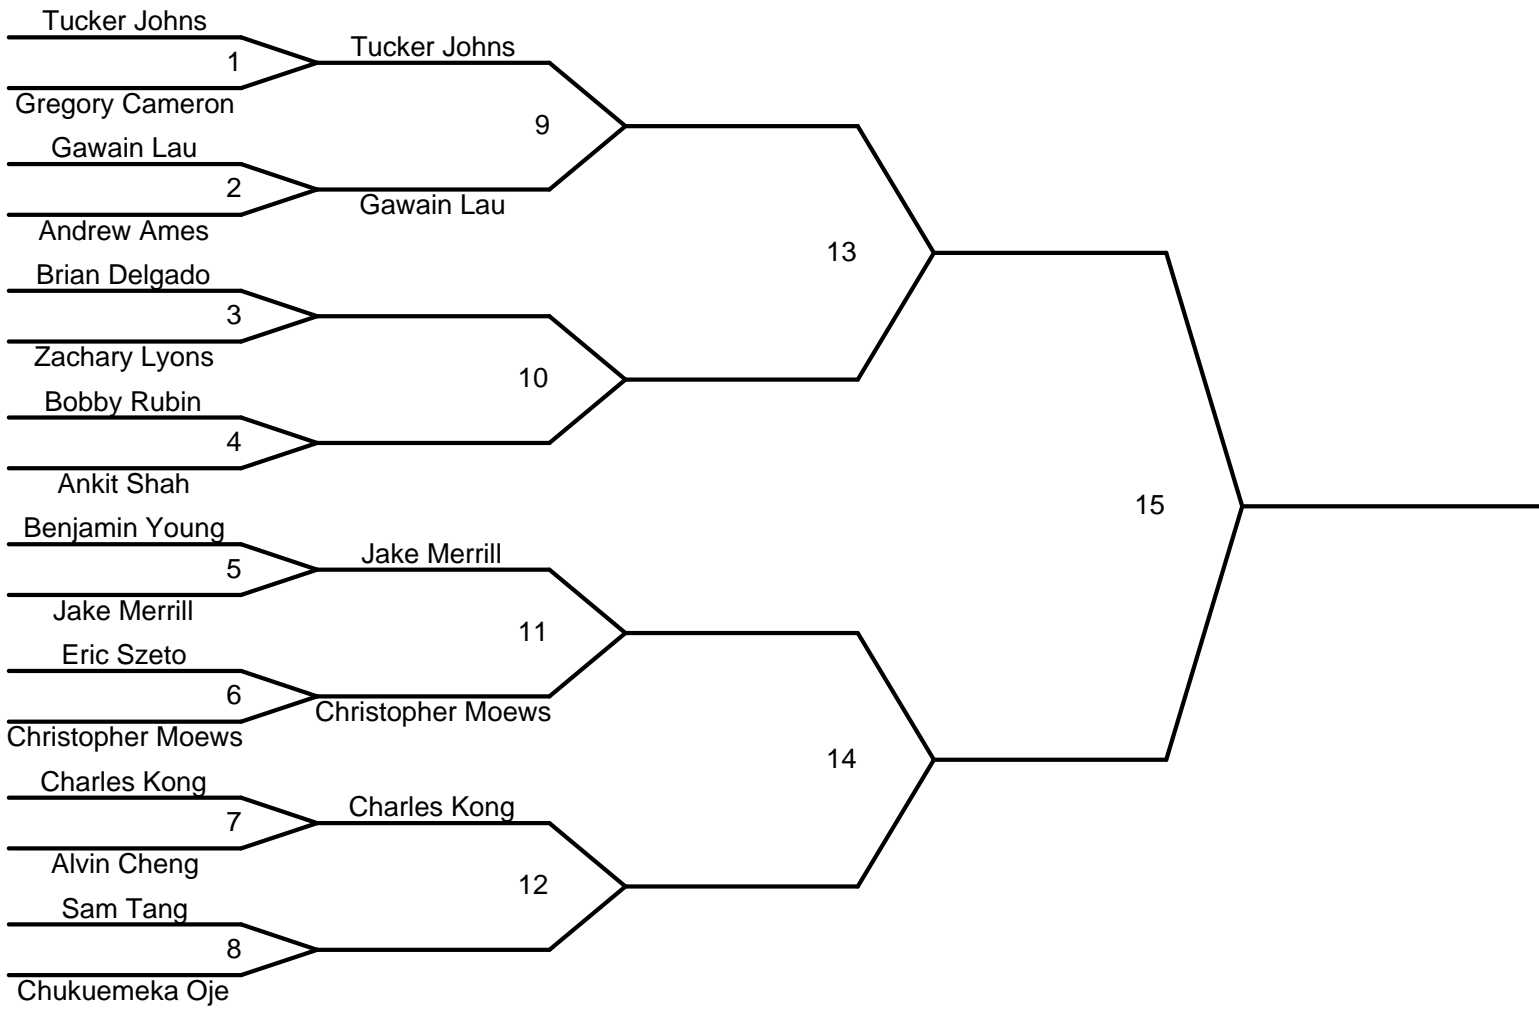 Tucker Johns
1
Gregory Cameron
Gawain Lau
2
Andrew Ames
Brian Delgado
3
Zachary Lyons
Bobby Rubin
4
Ankit Shah
Benjamin Young
5
Jake Merrill
Eric Szeto
6
Christopher Moews
Charles Kong
7
Alvin Cheng
Sam Tang
8
Chukuemeka Oje
Tucker Johns
9
Gawain Lau
10
Jake Merrill
11
Christopher Moews
Charles Kong
12
13
14
15